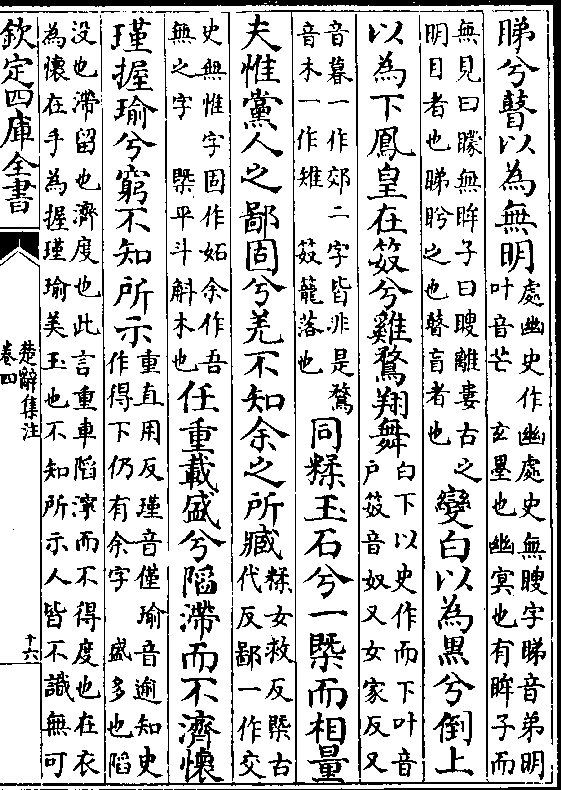 睇兮瞽以為無明
處幽史作幽處史無瞍字睇音弟明
叶音芒　玄墨也幽冥也有眸子而
無見曰矇無眸子曰瞍離婁古之
明目者也睇眄之也瞽盲者也
變白以為黒兮倒上
以為下鳳皇在笯兮雞鶩翔舞
白下以史作而下叶音
戶笯音奴又女家反又
音暮一作郊二字皆非是鶩
音木一作雉　笯籠落也
同糅玉石兮一槩而相量
夫惟黨人之鄙固兮羌不知余之所臧
糅女救反槩古
代反鄙一作交
史無惟字固作妬余作吾
無之字　槩平斗斛木也
任重載盛兮陷滯而不濟懷
瑾握瑜兮窮不知所示
重直用反瑾音僅瑜音逾知史
作得下仍有余字　盛多也陷
没也滯留也濟度也此言重車陷濘而不得度也在衣
為懷在手為握瑾瑜美玉也不知所示人皆不識無可
欽定四庫全書
楚辭集注
卷四
十六